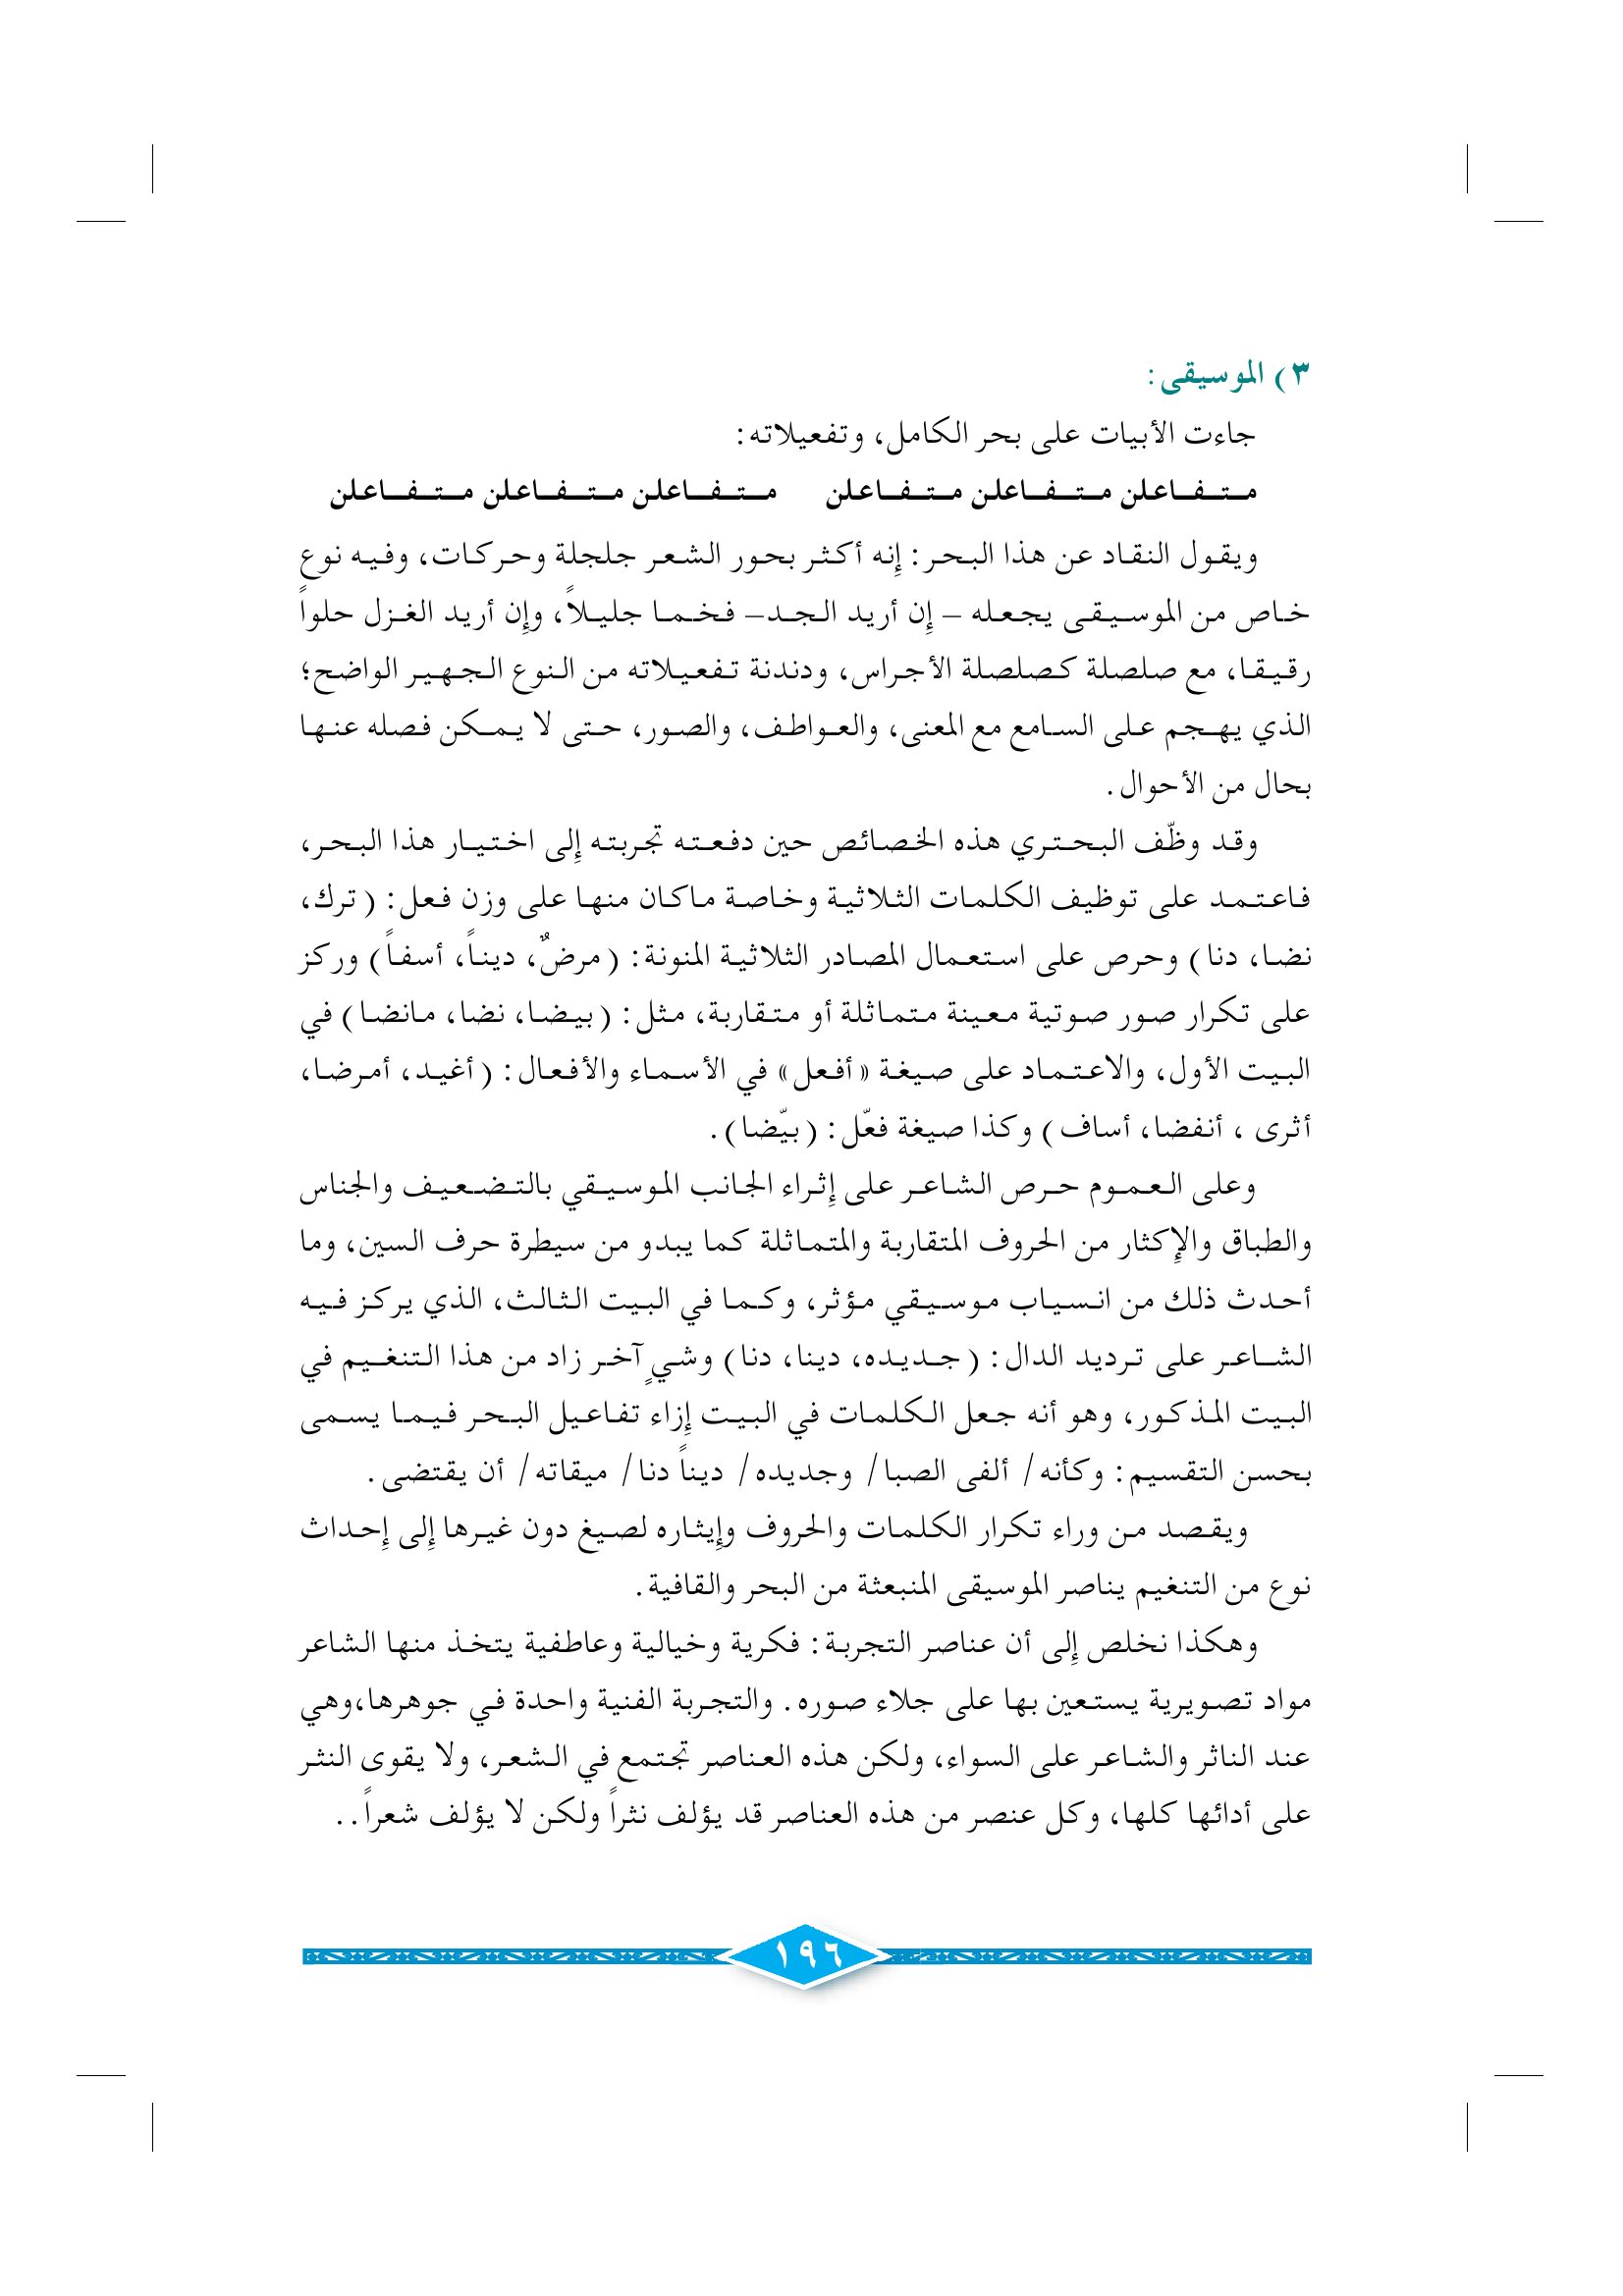 ٣) الموسيقى:
جاءت الأبيات على بحر الكامل، وتفعيلاته:
متفاعلن متفاعلن متفاعلن متفاعلن متفاعلن متفاعلن
ويقول النقاد عن هذا البحر: إِنه أكثر بحور الشعر جلجلة وحركات، وفيه نوع
خاص من الموسيقى يجعله – إِن أريد الجد– فخما جليلاً، وإِن أريد الغزل حلواً
رقيقا، مع صلصلة كصلصلة الأجراس، ودندنة تفعيلاته من النوع الجهير الواضح؛
الذي يهجم على السامع مع المعنى، والعواطف، والصور، حتى لا يمكن فصله عنها
بحال من الأحوال.
وقد وظّف البحتري هذه الخصائص حين دفعته تجربته إِلى اختيار هذا البحر،
فاعتمد على توظيف الكلمات الثلاثية وخاصة ماكان منها على وزن فعل: (ترك،
نضا، دنا) وحرص على استعمال المصادر الثلاثية المنونة: (مرضٌ، ديناً، أسفاً) وركز
على تكرار صور صوتية معينة متماثلة أو متقاربة، مثل: (بيضا، نضا، مانضا) في
البيت الأول، والاعتماد على صيغة «أفعل» في الأسماء والأفعال: (أغيد، أمرضا،
أثرى ، أنفضا، أساف) وكذا صيغة فعّل: (بيّضا).
وعلى العموم حرص الشاعر على إِثراء الجانب الموسيقي بالتضعيف والجناس
والطباق والإِكثار من الحروف المتقاربة والمتماثلة كما يبدو من سيطرة حرف السين، وما
أحدث ذلك من انسياب موسيقي مؤثر، وكما في البيت الثالث، الذي يركز فيه
الشاعر على ترديد الدال: (جديده، دينا، دنا) وشيٍ آخر زاد من هذا التنغيم في
البيت المذكور، وهو أنه جعل الكلمات في البيت إِزاء تفاعيل البحر فيما يسمى
بحسن التقسيم: وكأنه/ ألفى الصبا/ وجديده/ ديناً دنا/ ميقاته/ أن يقتضى.
ويقصد من وراء تكرار الكلمات والحروف وإِيثاره لصيغ دون غيرها إِلى إِحداث
نوع من التنغيم يناصر الموسيقى المنبعثة من البحر والقافية.
وهكذا نخلص إِلى أن عناصر التجربة: فكرية وخيالية وعاطفية يتخذ منها الشاعر
مواد تصويرية يستعين بها على جلاء صوره. والتجربة الفنية واحدة في جوهرها،وهي
عند الناثر والشاعر على السواء، ولكن هذه العناصر تجتمع في الشعر، ولا يقوى النثر
على أدائها كلها، وكل عنصر من هذه العناصر قد يؤلف نثراً ولكن لا يؤلف شعراً..
١٩٦